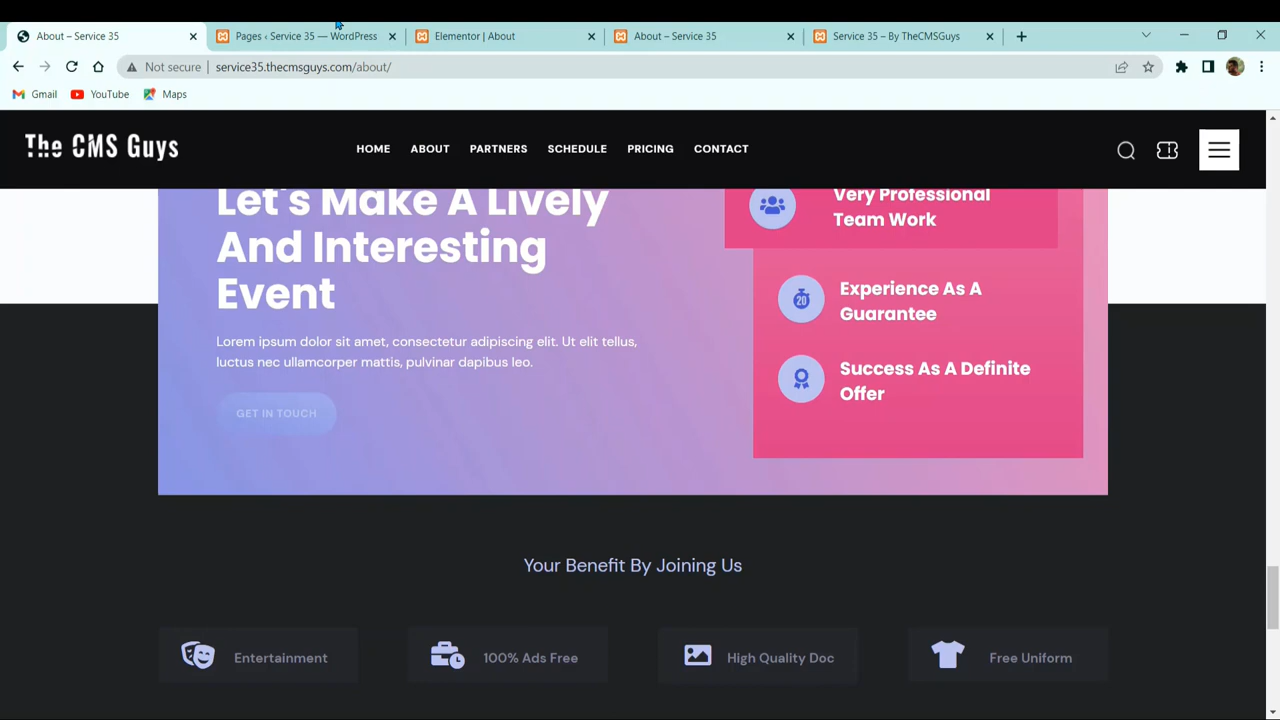 About – Service 35
Pages ‹ Service 35 — WordPress
Elementor | About
About – Service 35
Service 35 – By TheCMSGuys
Not secure
service35.thecmsguys.com/about/
Gmail
YouTube
Maps
The CMS Guys
HOME
ABOUT
PARTNERS
SCHEDULE
PRICING
CONTACT
Let's Make A Lively
And Interesting
Event
Lorem ipsum dolor sit amet, consectetur adipiscing elit. Ut elit tellus,
luctus nec ullamcorper mattis, pulvinar dapibus leo.
GET IN TOUCH
Very Professional
Team Work
20
Experience As A
Guarantee
Success As A Definite
Offer
Your Benefit By Joining Us
Entertainment
100% Ads Free
High Quality Doc
Free Uniform